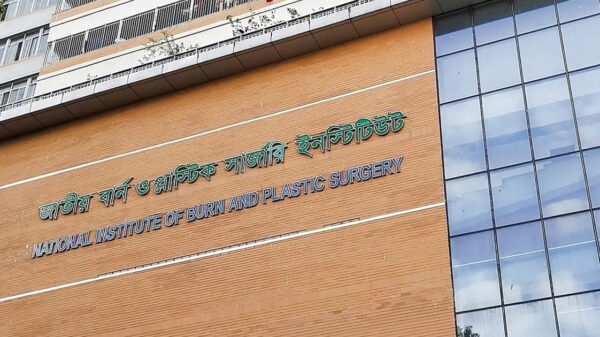 জাতীয় বার্ন ও প্লাস্টিক সার্জারি ইনস্টিটিউট
NATIONAL INSTITUTE OF BURN AND PLASTIC SURGERY